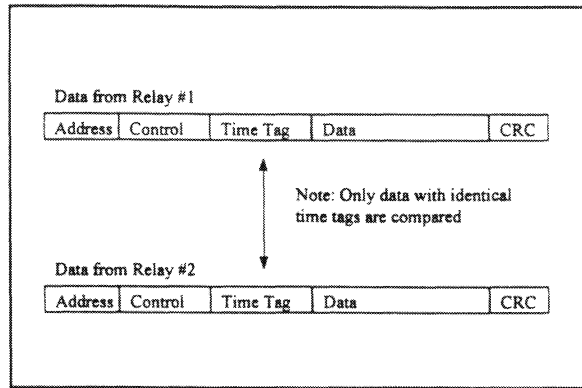 Data from Relay #1
Address Control Time Tag Data CRC
Note: Only data with identical
time tags are compared
Data from Relay #2
Address Control Time Tag Data CRC